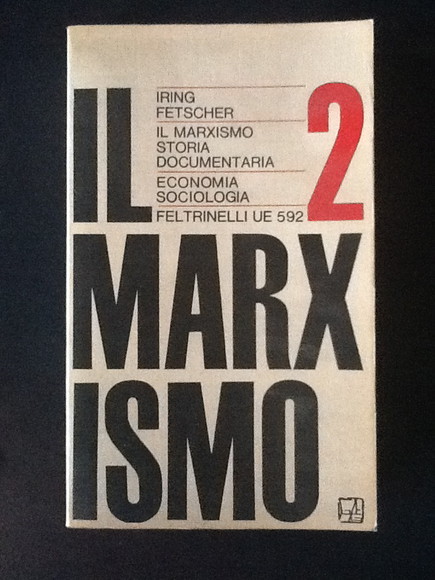 IL
IRING
FETSCHER
IL MARXISMO
STORIA
DOCUMENTARIA
ECONOMIA
SOCIOLOGIA
FELTRINELLI UE 592
2
MARX
ISMO